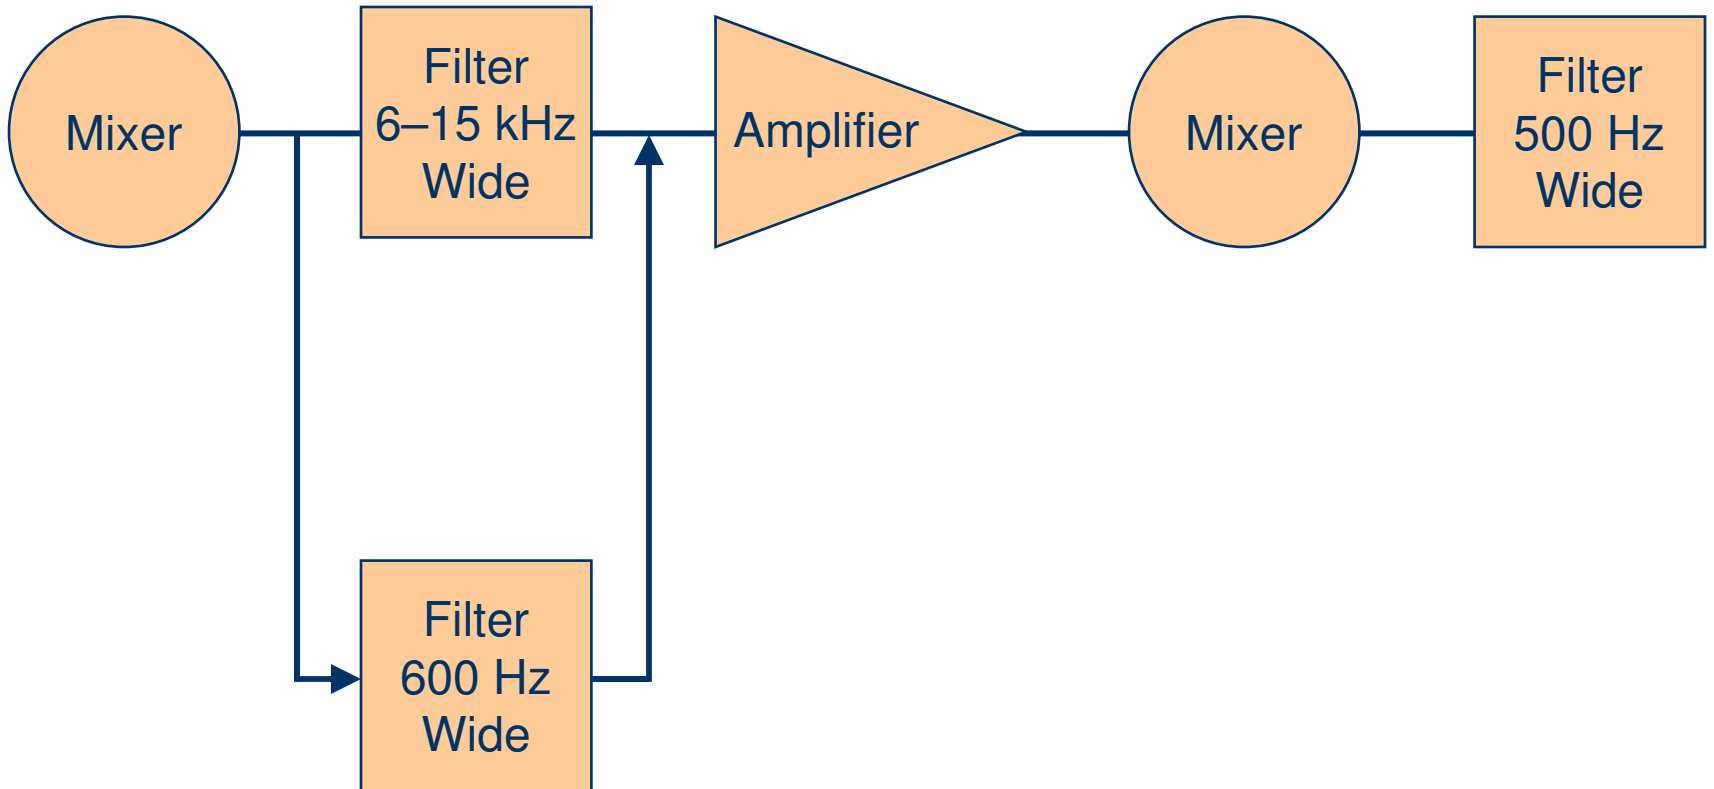 Mixer
Filter
6–15 kHz
Wide
Amplifier
Mixer
Filter
500 Hz
Wide
Filter
600 Hz
Wide